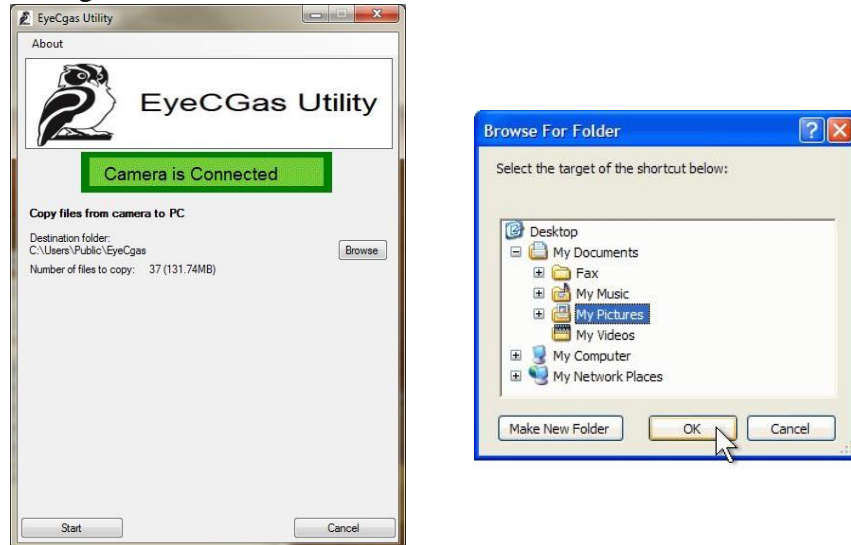 EyeCgas Utility
About
EyeCGas Utility
Camera is Connected
Copy files from camera to PC
Destination folder:
C:\Users\Public\EyeCgas
Browse
Number of files to copy: 37 (131.74MB)
Start
Cancel
Browse For Folder
Select the target of the shortcut below:
Desktop
My Documents
Fax
My Music
My Pictures
My Videos
My Computer
My Network Places
Make New Folder
OK
Cancel